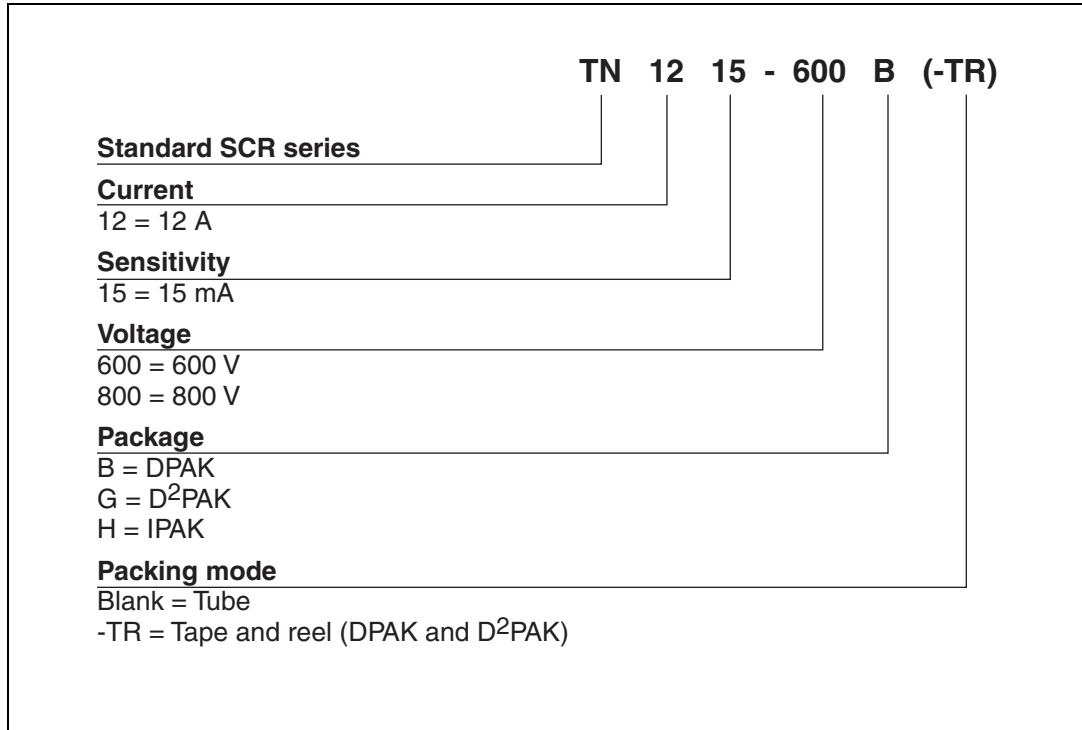 TN 12 15 - 600 B (-TR)
Standard SCR series
Current
12 = 12 A
Sensitivity
15 = 15 mA
Voltage
600 = 600 V
800 = 800 V
Package
B = DPAK
G = D²PAK
H = IPAK
Packing mode
Blank = Tube
-TR = Tape and reel (DPAK and D²PAK)